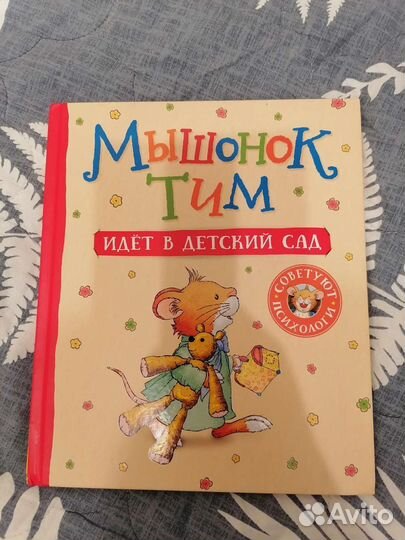 МЫШОНОК
ТИМ
ИДЁТ В ДЕТСКИЙ САД
СОВЕТУЮТ
ПСИХОЛОГИ
Avito